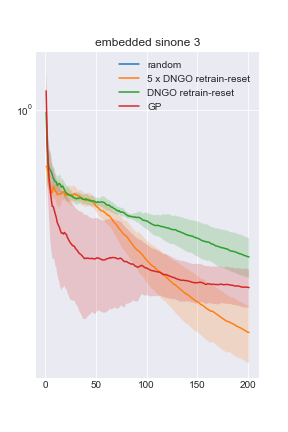 embedded sinone 3
random
5 x DNGO retrain-reset
DNGO retrain-reset
GP
10⁰
0 50 100 150 200